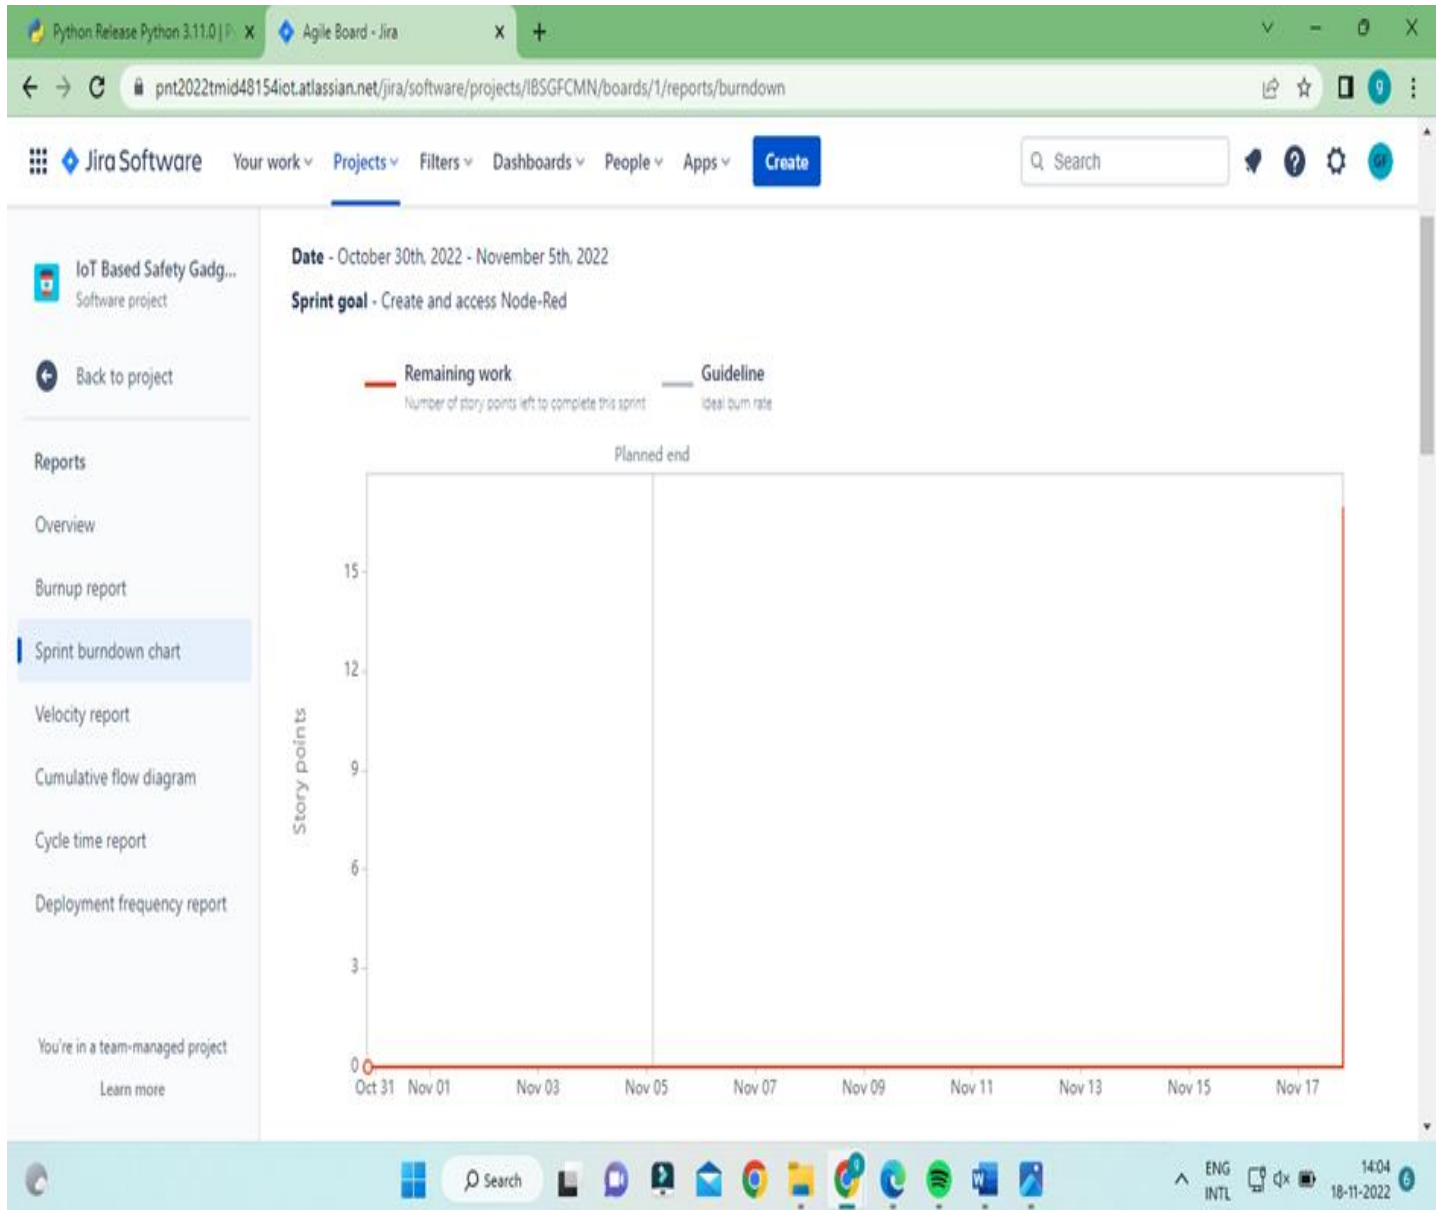 Python Release Python 3.11.0 | P
Agile Board - Jira
pnt2022tmid48154iot.atlassian.net/jira/software/projects/IBSGFCMN/boards/1/reports/burndown
9
Jira Software Your work Projects Filters Dashboards People Apps Create Search GF
IoT Based Safety Gadg...
Software project
Back to project
Reports
Overview
Burnup report
Sprint burndown chart
Velocity report
Cumulative flow diagram
Cycle time report
Deployment frequency report
You're in a team-managed project
Learn more
Date - October 30th, 2022 - November 5th, 2022
Sprint goal - Create and access Node-Red
Remaining work
Number of story points left to complete this sprint
Guideline
Ideal burn rate
Planned end
Story points
15
12
9
6
3
0
Oct 31 Nov 01 Nov 03 Nov 05 Nov 07 Nov 09 Nov 11 Nov 13 Nov 15 Nov 17
Search
ENG
INTL
14:04
18-11-2022
6